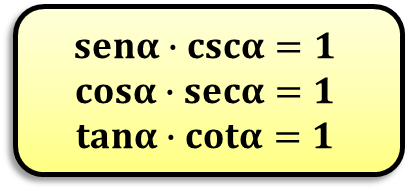 senα · cscα = 1
cosα · secα = 1
tanα · cotα = 1